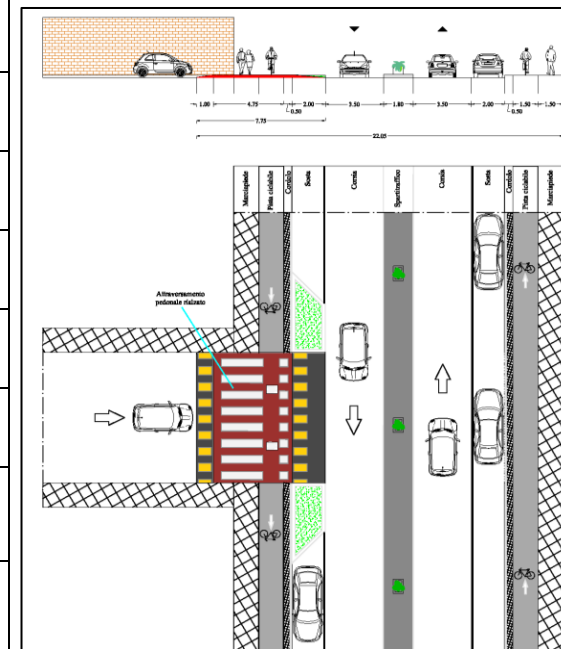 1.00 4.75 0.50 2.00 3.50 1.80 3.50 2.00 0.50 1.50 1.50
7.75
22.05
Marciapiede
Pista ciclabile
Cordolo
Sosta
Corsia
Spartitraffico
Corsia
Sosta
Cordolo
Pista ciclabile
Marciapiede
Attraversamento
pedonale rialzato